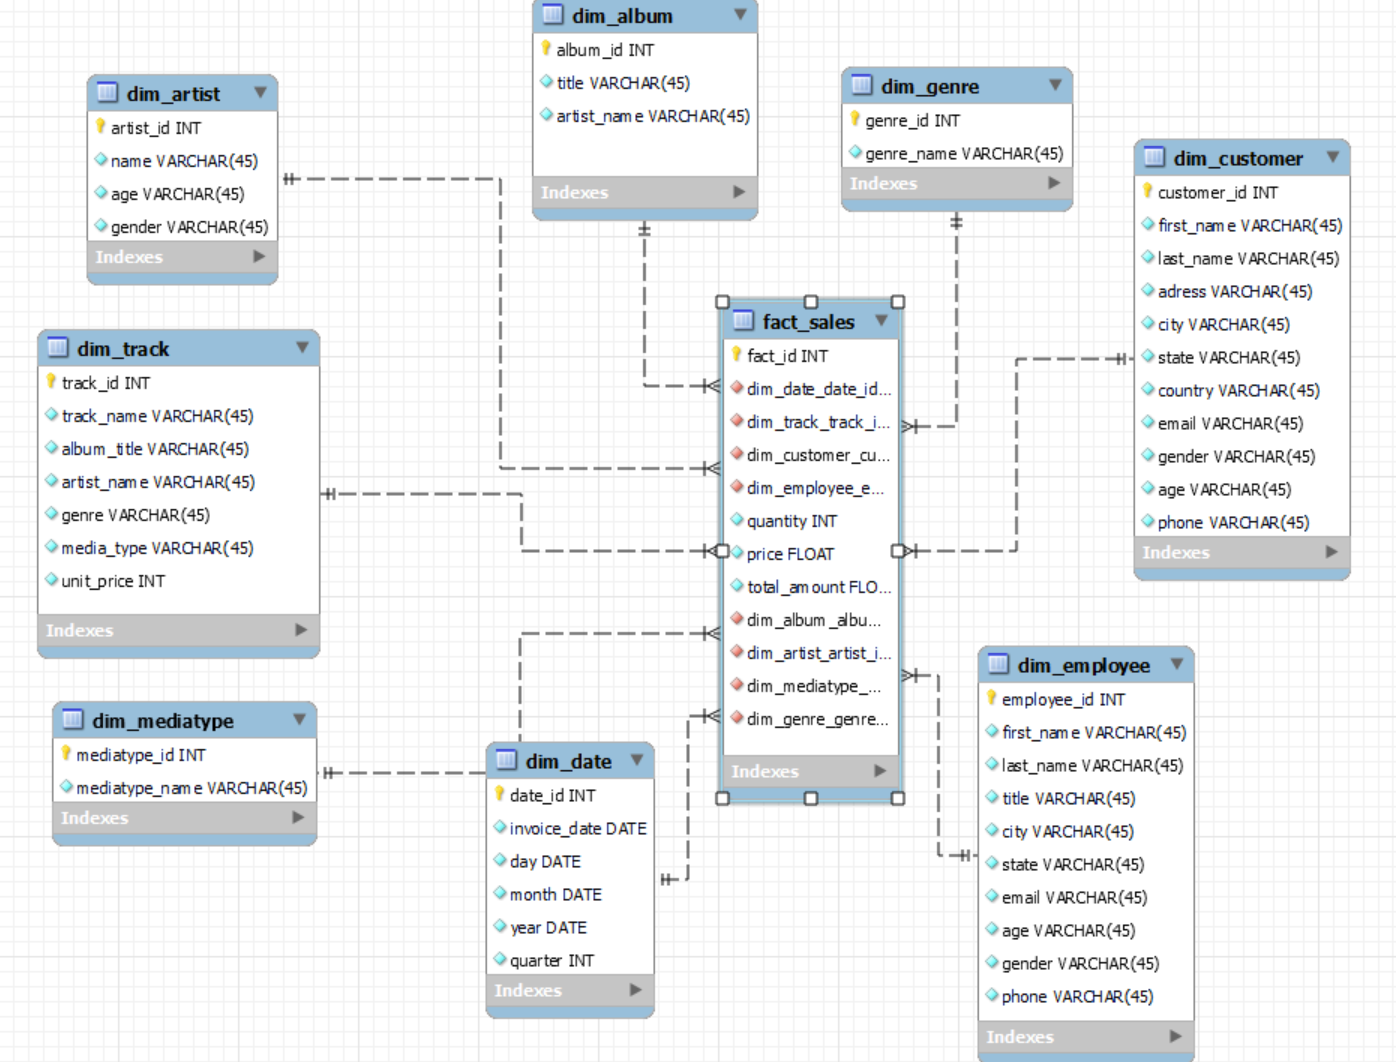 dim_album
album_id INT
title VARCHAR(45)
artist_name VARCHAR(45)
Indexes
dim_artist
artist_id INT
name VARCHAR(45)
age VARCHAR(45)
gender VARCHAR(45)
Indexes
dim_genre
genre_id INT
genre_name VARCHAR(45)
Indexes
dim_customer
customer_id INT
first_name VARCHAR(45)
last_name VARCHAR(45)
adress VARCHAR(45)
city VARCHAR(45)
state VARCHAR(45)
country VARCHAR(45)
email VARCHAR(45)
gender VARCHAR(45)
age VARCHAR(45)
phone VARCHAR(45)
Indexes
dim_track
track_id INT
track_name VARCHAR(45)
album_title VARCHAR(45)
artist_name VARCHAR(45)
genre VARCHAR(45)
media_type VARCHAR(45)
unit_price INT
Indexes
fact_sales
fact_id INT
dim_date_date_id...
dim_track_track_i...
dim_customer_cu...
dim_employee_e...
quantity INT
price FLOAT
total_amount FLO...
dim_album_albu...
dim_artist_artist_i...
dim_mediatype_...
dim_genre_genre...
Indexes
dim_mediatype
mediatype_id INT
mediatype_name VARCHAR(45)
Indexes
dim_date
date_id INT
invoice_date DATE
day DATE
month DATE
year DATE
quarter INT
Indexes
dim_employee
employee_id INT
first_name VARCHAR(45)
last_name VARCHAR(45)
title VARCHAR(45)
city VARCHAR(45)
state VARCHAR(45)
email VARCHAR(45)
age VARCHAR(45)
gender VARCHAR(45)
phone VARCHAR(45)
Indexes